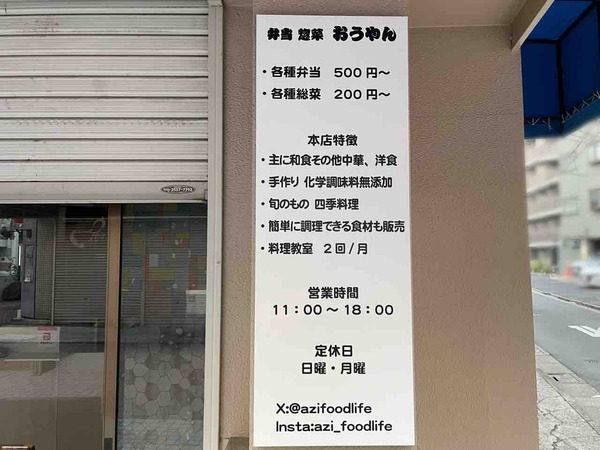 弁当 惣菜 おうやん
・各種弁当 500円～
・各種総菜 200円～
本店特徴
・主に和食その他中華、洋食
・手作り 化学調味料無添加
・旬のもの 四季料理
・簡単に調理できる食材も販売
・料理教室 2回/月
営業時間
11：00～18：00
定休日
日曜・月曜
X:@azifoodlife
Insta:azi_foodlife